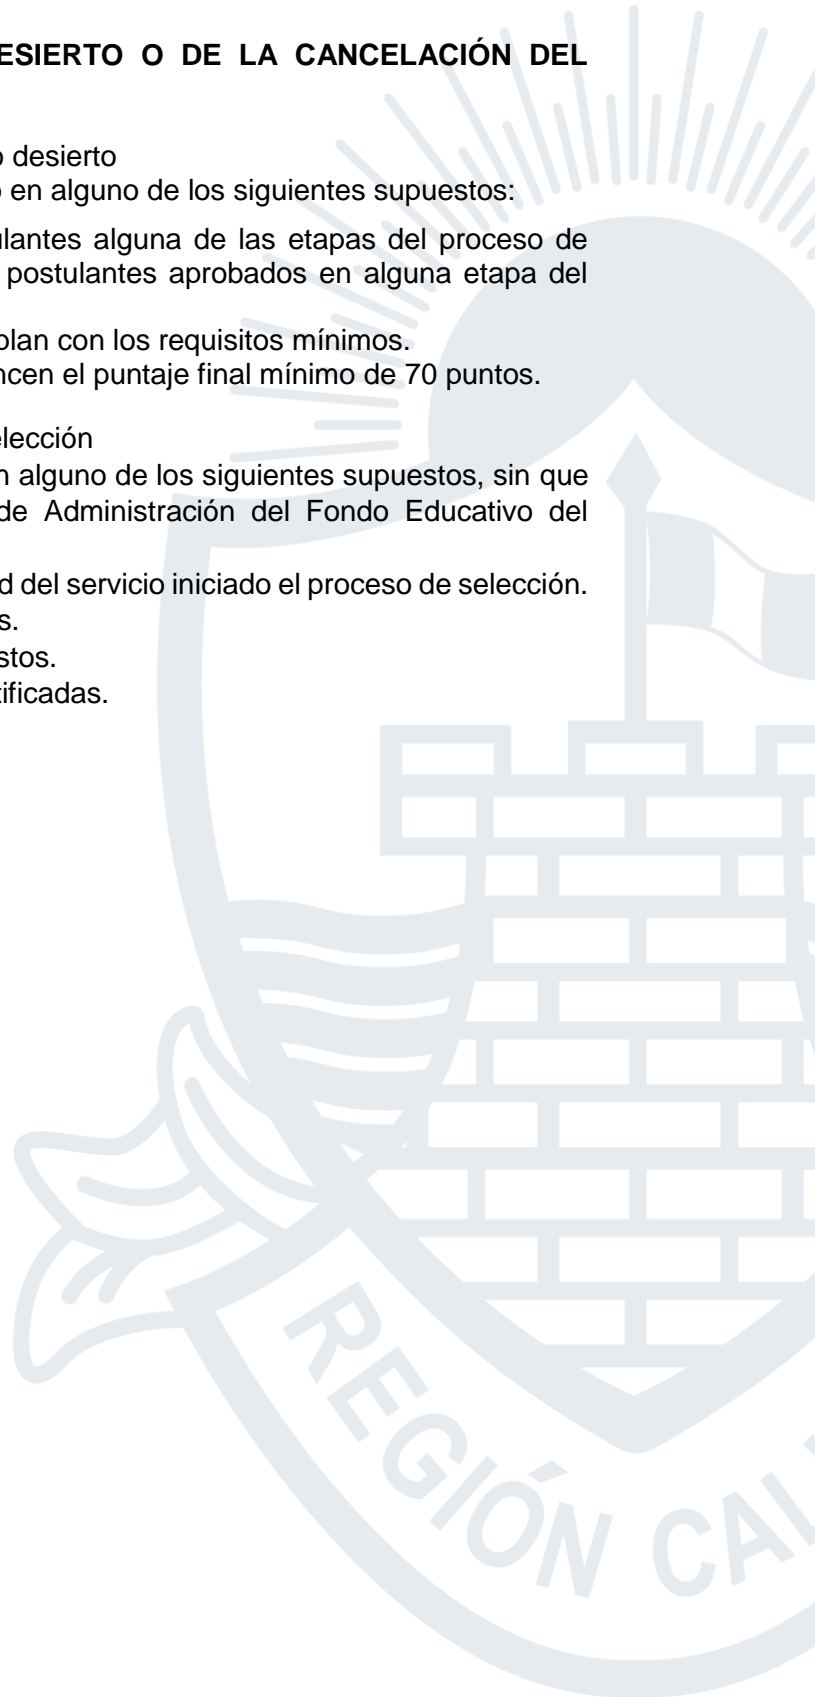 ESIERTO O DE LA CANCELACIÓN DEL
desierto
en alguno de los siguientes supuestos:
ulantes alguna de las etapas del proceso de
postulantes aprobados en alguna etapa del
plan con los requisitos mínimos.
ncen el puntaje final mínimo de 70 puntos.
elección
n alguno de los siguientes supuestos, sin que
de Administración del Fondo Educativo del
d del servicio iniciado el proceso de selección.
s.
stos.
tificadas.
REGIÓN CAL